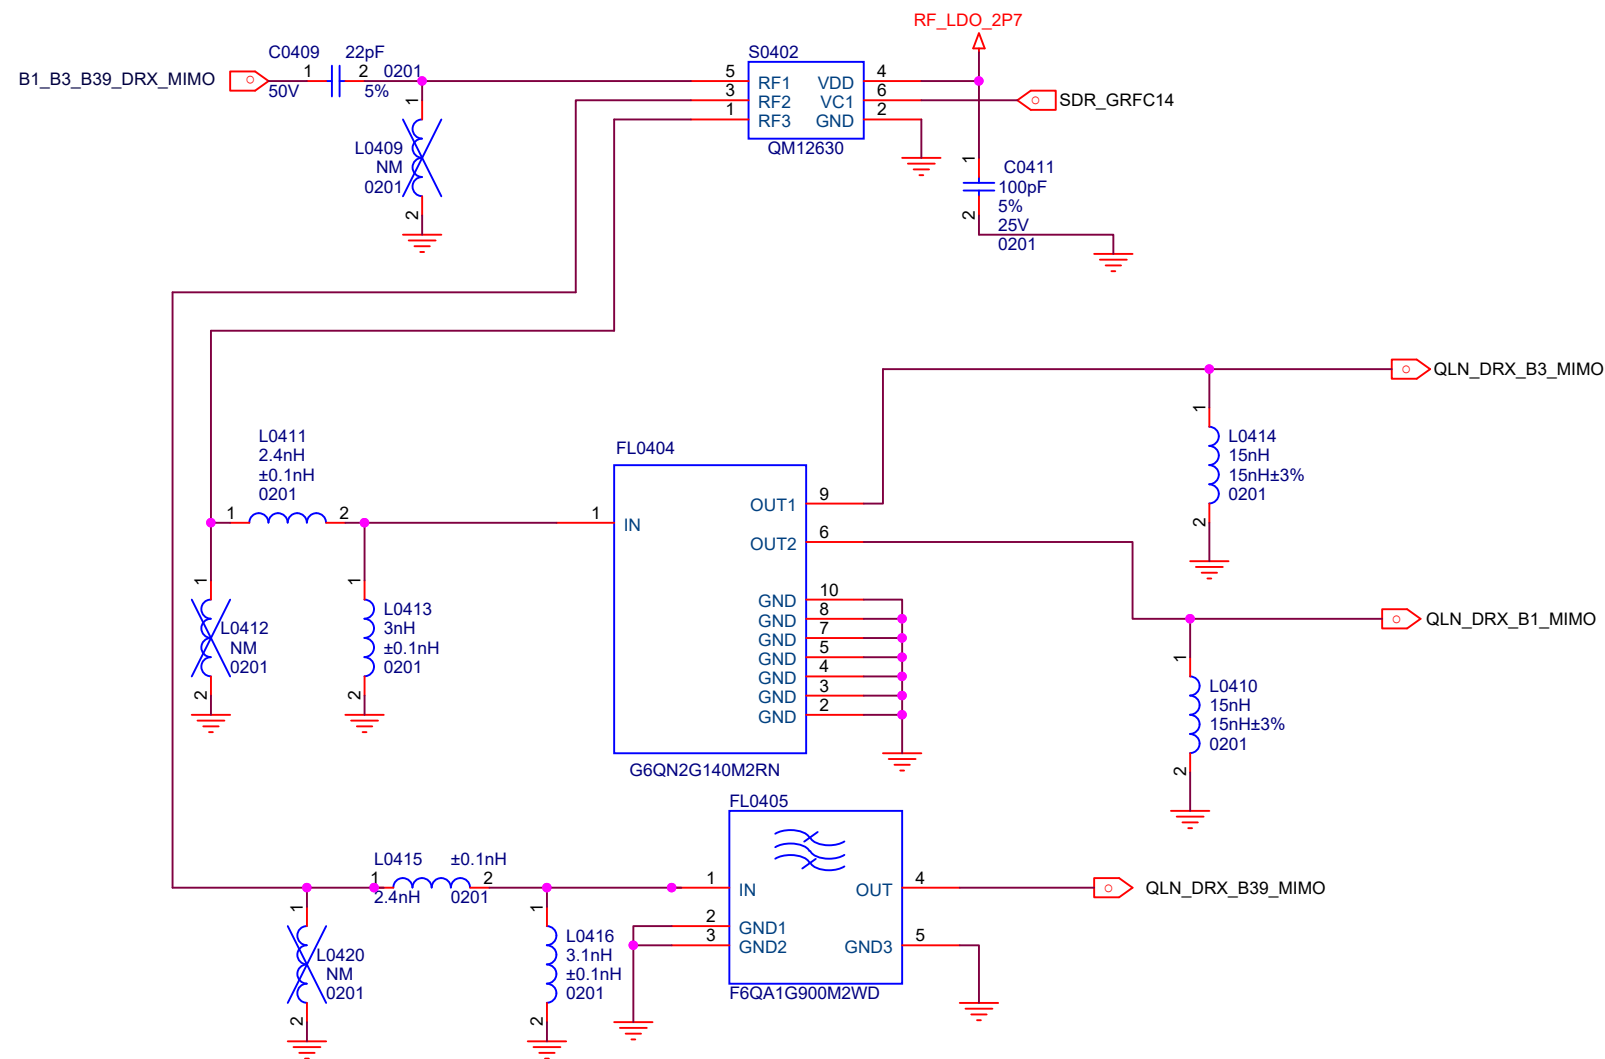 RF_LDO_2P7
C0409 22pF
B1_B3_B39_DRX_MIMO
1 2 0201
50V 5%
S0402
5 RF1 VDD 4
3 RF2 VC1 6
1 RF3 GND 2
QM12630
SDR_GRFC14
1
L0409
NM
0201
2
1
C0411
100pF
5%
25V
0201
2
QLN_DRX_B3_MIMO
1
L0414
15nH
15nH±3%
0201
2
L0411
2.4nH
±0.1nH
0201
1 2
FL0404
1 IN
OUT1 9
OUT2 6
GND 10
GND 8
GND 7
GND 5
GND 4
GND 3
GND 2
G6QN2G140M2RN
1
L0412
NM
0201
2
1
L0413
3nH
±0.1nH
0201
2
QLN_DRX_B1_MIMO
1
L0410
15nH
15nH±3%
0201
2
FL0405
L0415 ±0.1nH
1 2
2.4nH 0201
1 IN OUT 4
2 GND1
3 GND2 GND3 5
F6QA1G900M2WD
QLN_DRX_B39_MIMO
1
L0420
NM
0201
2
1
L0416
3.1nH
±0.1nH
0201
2